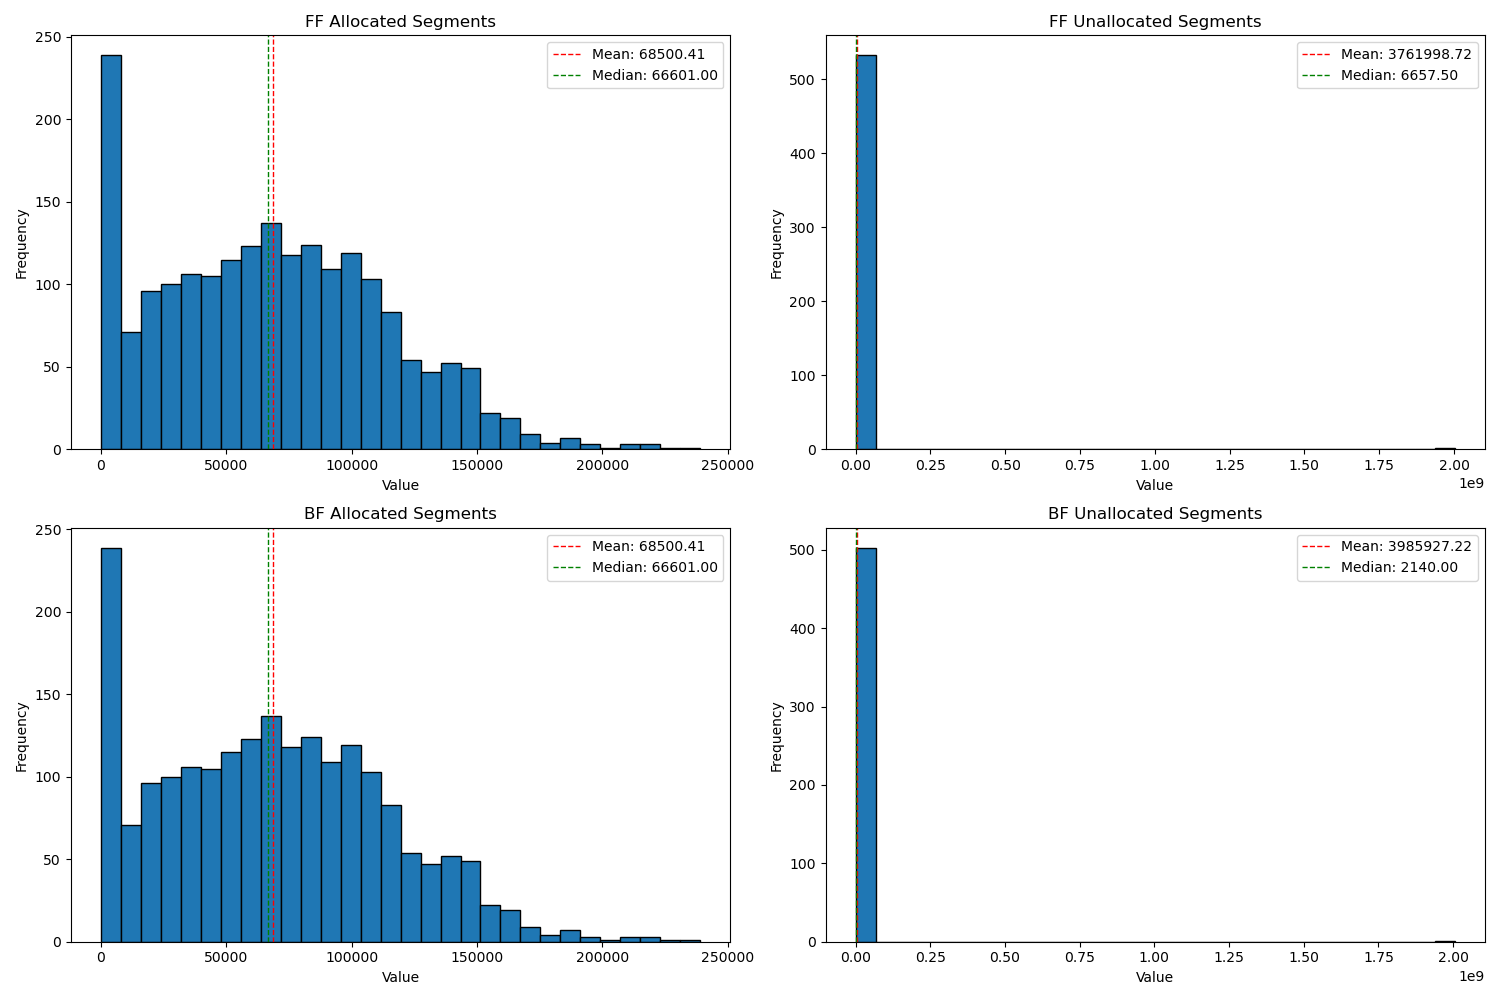 FF Allocated Segments
250
200
150
100
50
0
Frequency
Mean: 68500.41
Median: 66601.00
0
50000
100000
150000
200000
250000
Value
FF Unallocated Segments
500
400
300
200
100
0
Frequency
Mean: 3761998.72
Median: 6657.50
0.00
0.25
0.50
0.75
1.00
1.25
1.50
1.75
2.00
1e9
Value
BF Allocated Segments
250
200
150
100
50
0
Frequency
Mean: 68500.41
Median: 66601.00
0
50000
100000
150000
200000
250000
Value
BF Unallocated Segments
500
400
300
200
100
0
Frequency
Mean: 3985927.22
Median: 2140.00
0.00
0.25
0.50
0.75
1.00
1.25
1.50
1.75
2.00
1e9
Value